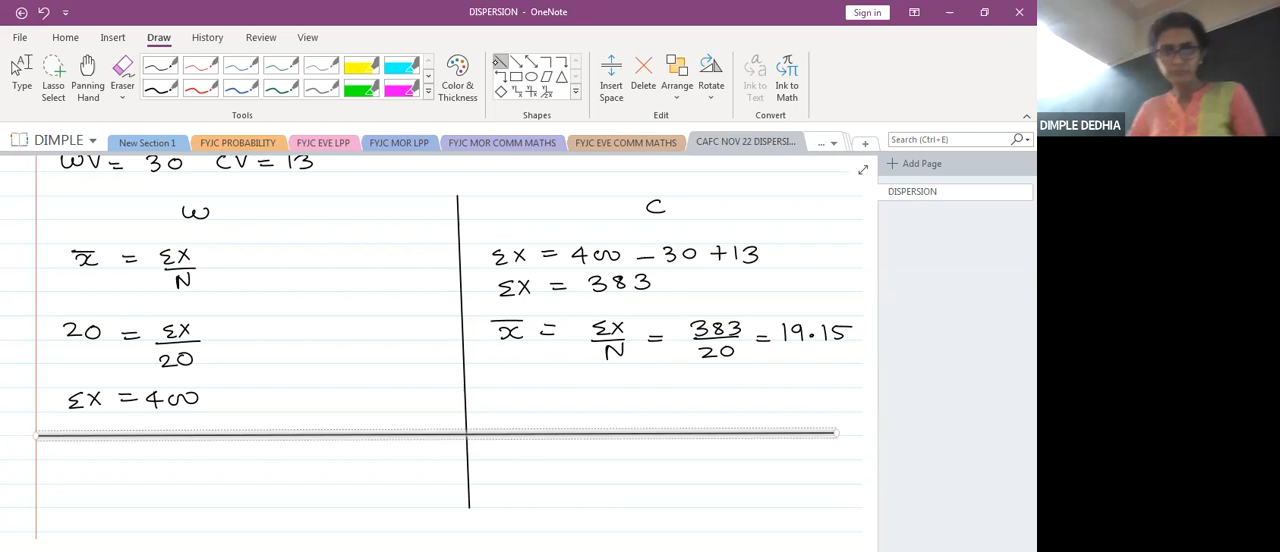 DISPERSION - OneNote
Sign in
File Home Insert Draw History Review View
Type
Lasso Select
Panning Hand
Eraser
Color & Thickness
Insert Space
Delete
Arrange
Rotate
Ink to Text
Ink to Math
Tools
Shapes
Edit
Convert
DIMPLE
New Section 1
FYJC PROBABILITY
FYJC EVE LPP
FYJC MOR LPP
FYJC MOR COMM MATHS
FYJC EVE COMM MATHS
CAFC NOV 22 DISPERSI...
...
Search (Ctrl+E)
DIMPLE DEDHIA
Add Page
DISPERSION
WV = 30 CV = 13
W
x̄ = Σx/N
20 = Σx/20
Σx = 400
C
Σx = 400 - 30 + 13
Σx = 383
x̄ = Σx/N = 383/20 = 19.15